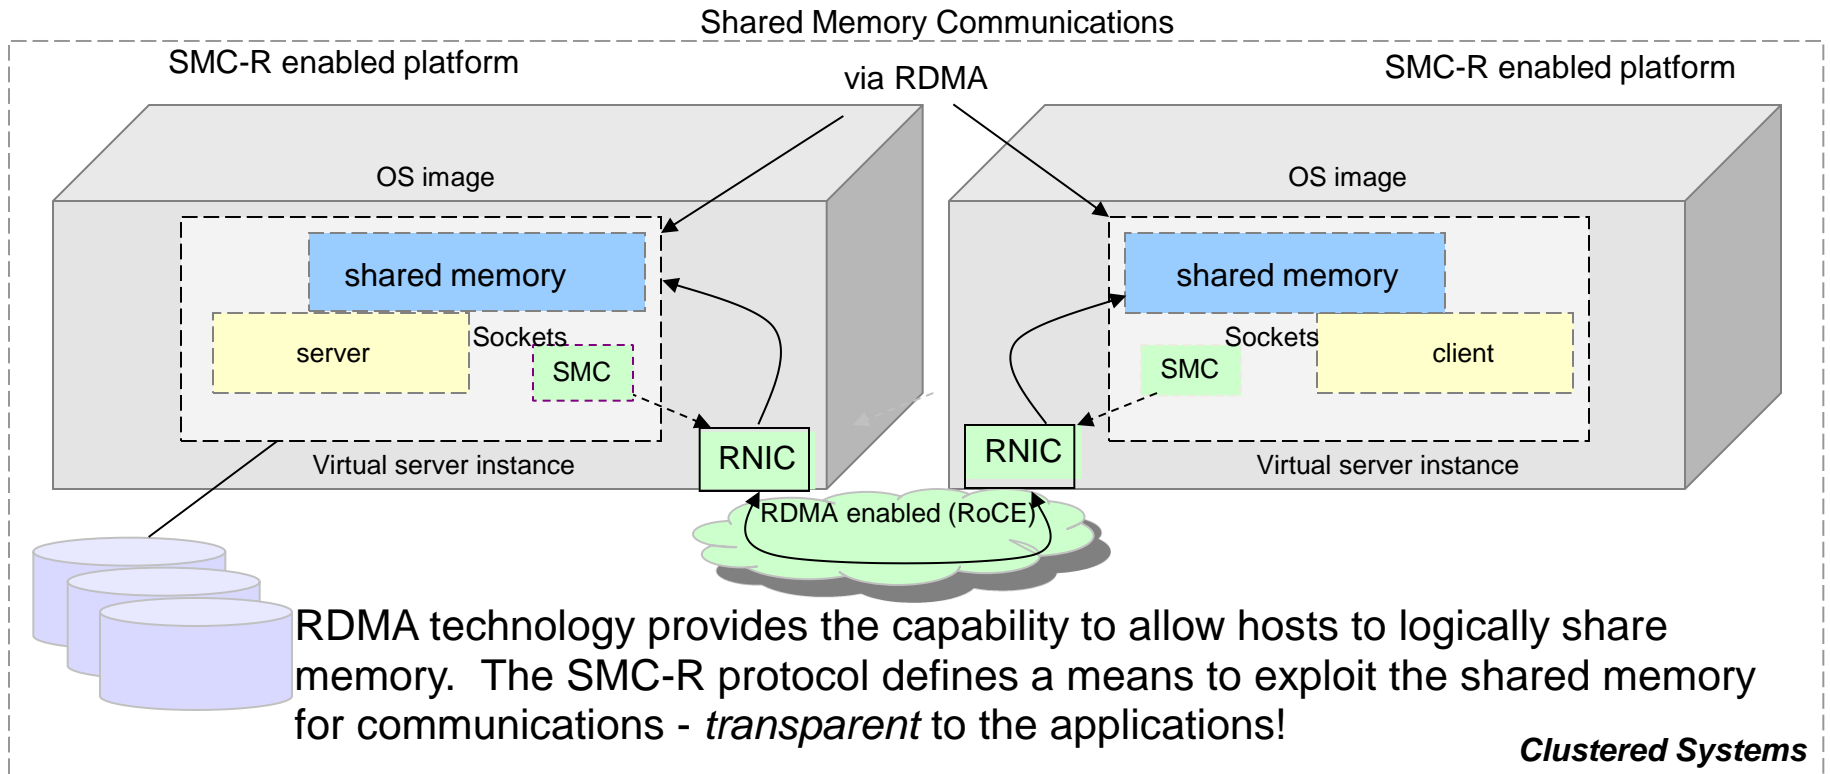 Shared Memory Communications
SMC-R enabled platform
via RDMA
SMC-R enabled platform
OS image
shared memory
Sockets
server
SMC
RNIC
Virtual server instance
OS image
shared memory
Sockets
client
SMC
RNIC
Virtual server instance
RDMA enabled (RoCE)
RDMA technology provides the capability to allow hosts to logically share
memory.  The SMC-R protocol defines a means to exploit the shared memory
for communications - transparent to the applications!
Clustered Systems